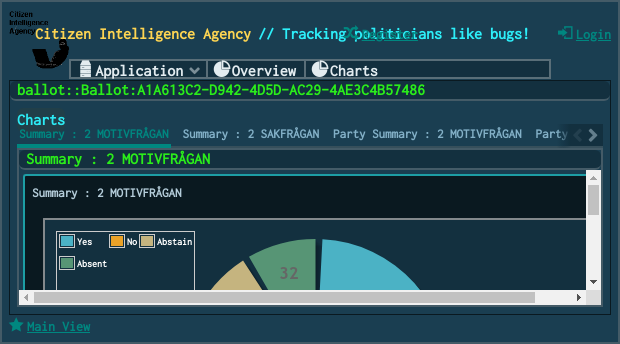 Citizen
Intelligence
Agency
Citizen Intelligence Agency // Tracking politicians like bugs!
Register
Login
Application
Overview
Charts
ballot::Ballot:A1A613C2-D942-4D5D-AC29-4AE3C4B57486
Charts
Summary : 2 MOTIVFRÅGAN
Summary : 2 SAKFRÅGAN
Party Summary : 2 MOTIVFRÅGAN
Party
Summary : 2 MOTIVFRÅGAN
Summary : 2 MOTIVFRÅGAN
Yes
No
Abstain
Absent
32
Main View